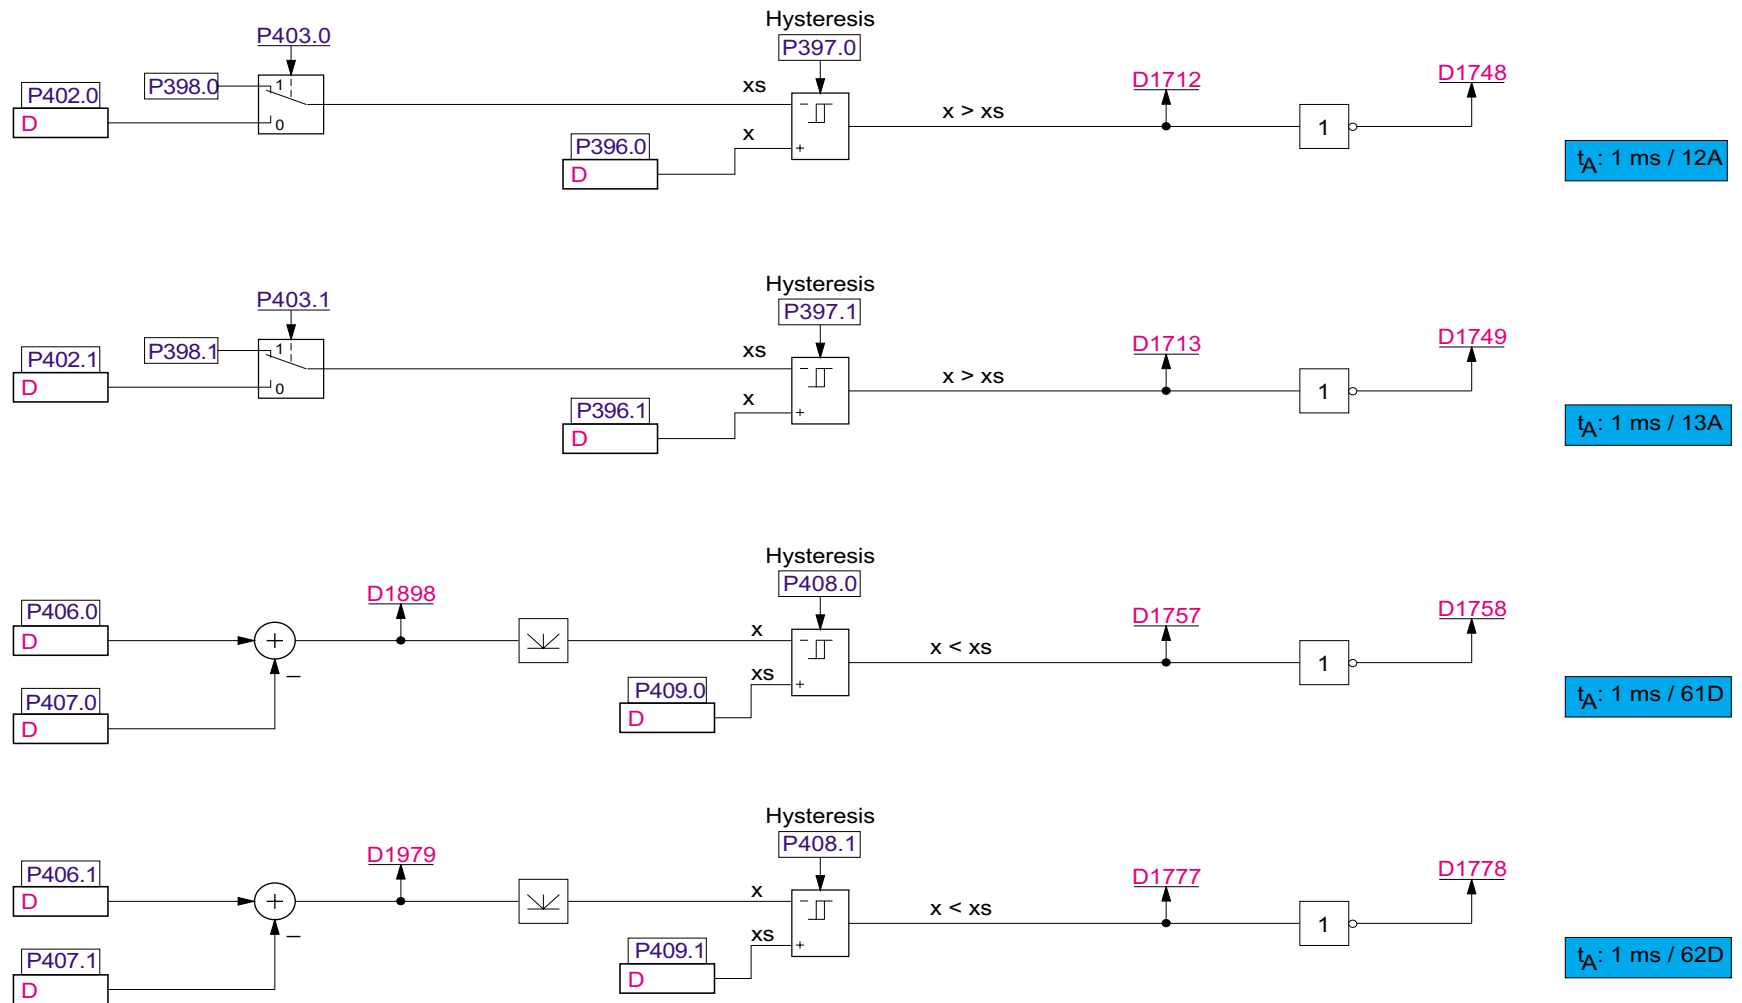 Hysteresis
P403.0
P397.0
P398.0
1
P402.0
D
0
xs
-
x
+
P396.0
D
x > xs
D1712
1
D1748
tA: 1 ms / 12A
Hysteresis
P403.1
P397.1
P398.1
1
P402.1
D
0
xs
-
x
+
P396.1
D
x > xs
D1713
1
D1749
tA: 1 ms / 13A
Hysteresis
P408.0
P406.0
D
+
–
P407.0
D
D1898
x
-
xs
+
P409.0
D
x < xs
D1757
1
D1758
tA: 1 ms / 61D
Hysteresis
P408.1
P406.1
D
+
–
P407.1
D
D1979
x
-
xs
+
P409.1
D
x < xs
D1777
1
D1778
tA: 1 ms / 62D